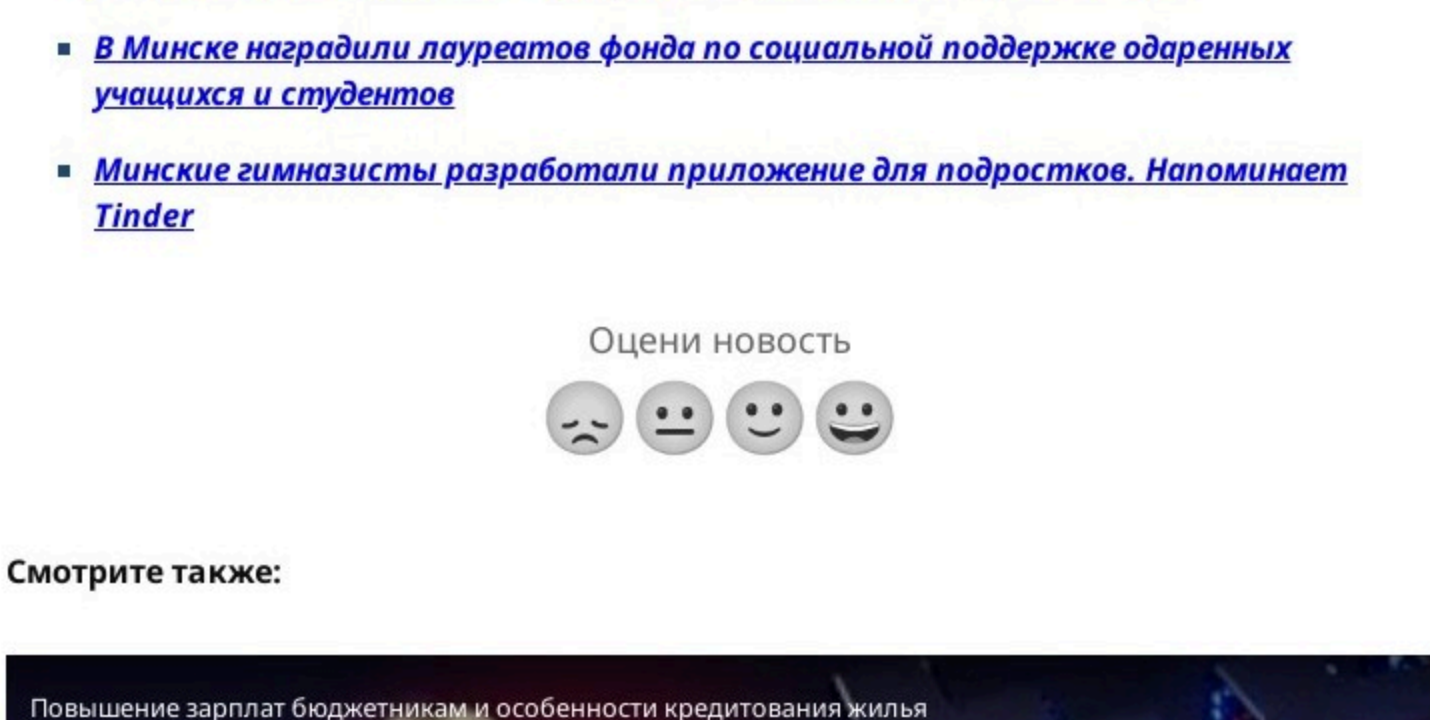 В Минске наградили лауреатов фонда по социальной поддержке одаренных
учащихся и студентов
Минские гимназисты разработали приложение для подростков. Напоминает
Tinder
Оцени новость
Смотрите также:
Повышение зарплат бюджетникам и особенности кредитования жилья